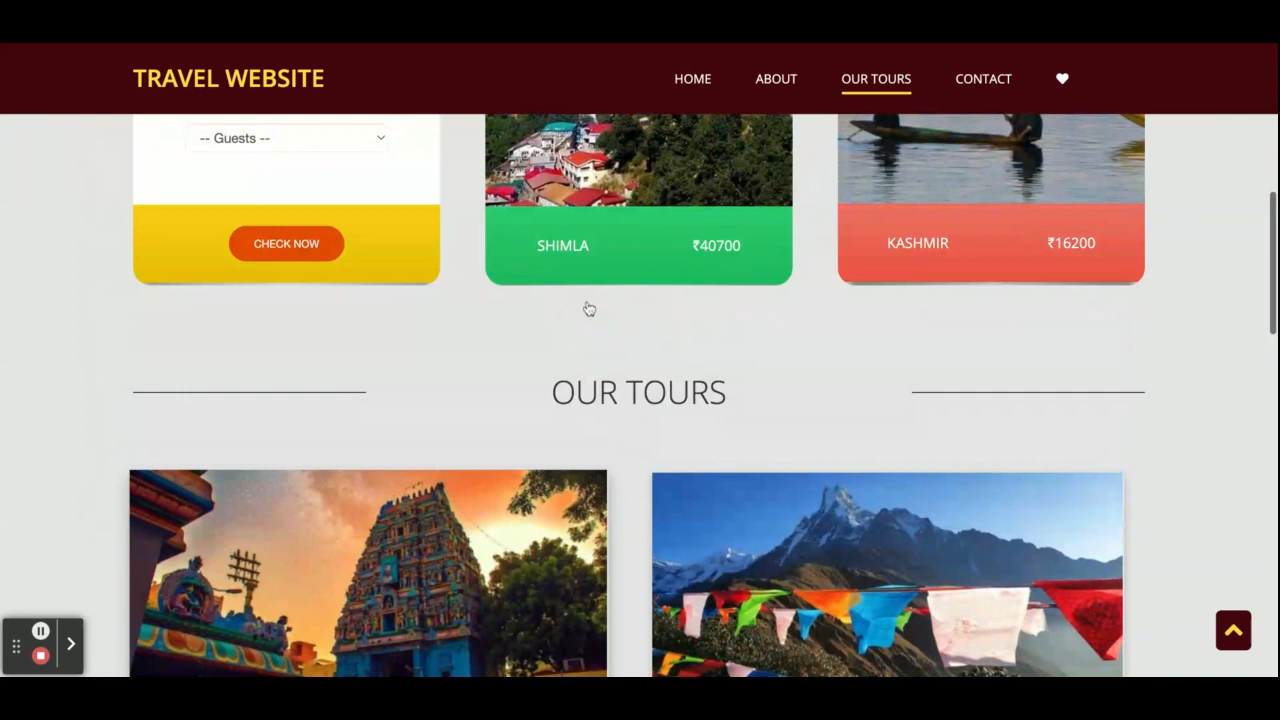 TRAVEL WEBSITE
HOME
ABOUT
OUR TOURS
CONTACT
-- Guests --
CHECK NOW
SHIMLA
₹40700
KASHMIR
₹16200
OUR TOURS